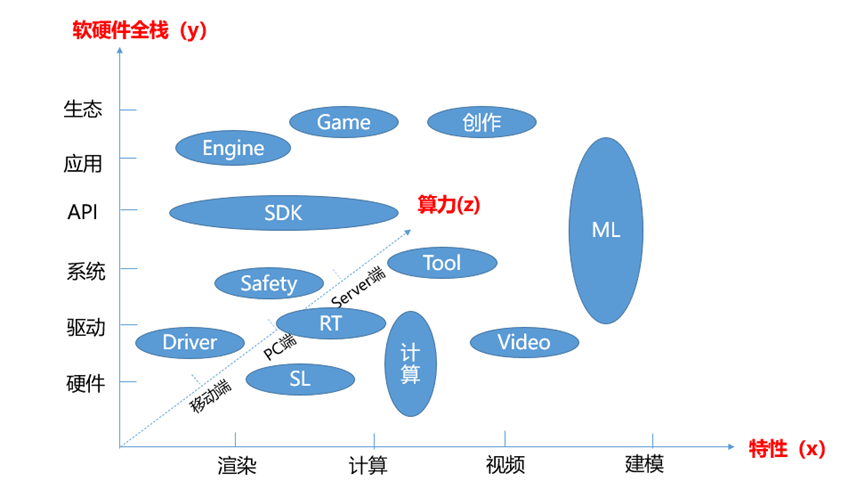 软硬件全栈（y）
生态
Game
创作
Engine
应用
API
SDK
算力(z)
ML
系统
Tool
Safety
Server端
驱动
RT
Driver
PC端
Video
计
算
硬件
SL
移动端
特性（x）
渲染
计算
视频
建模